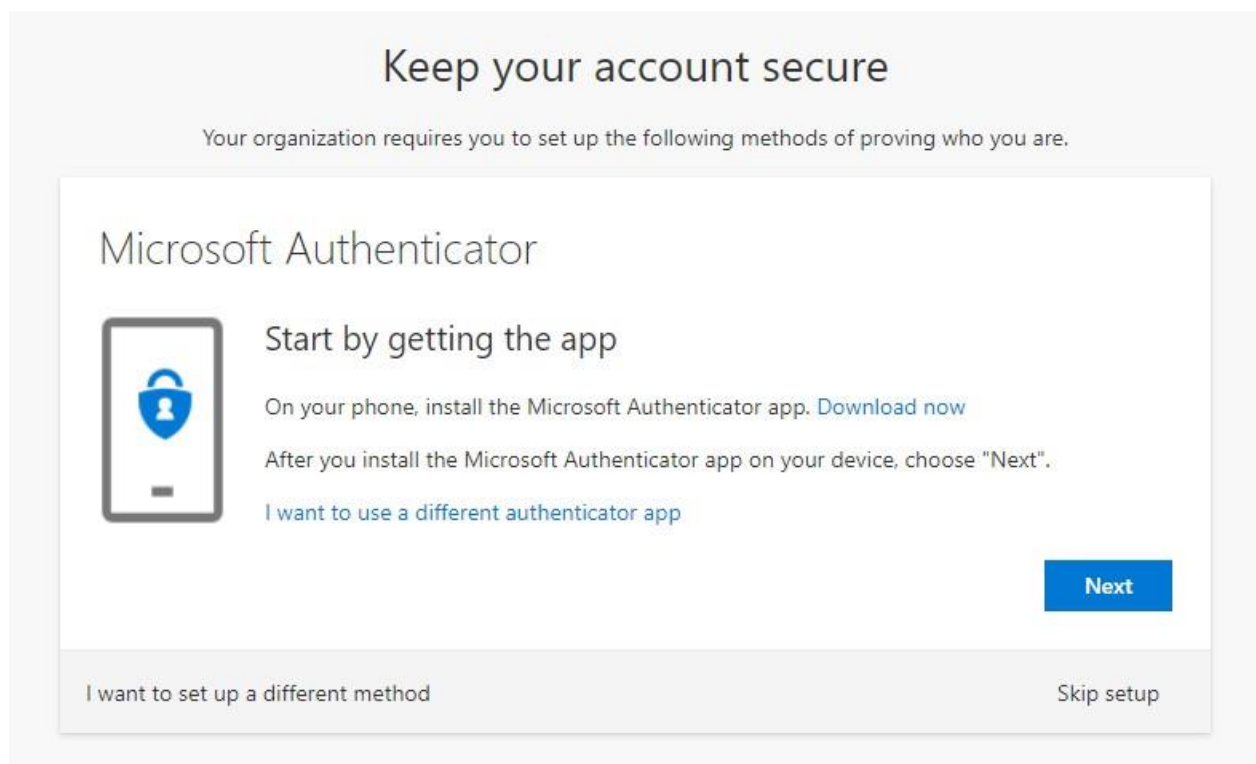 Keep your account secure
Your organization requires you to set up the following methods of proving who you are.
Microsoft Authenticator
Start by getting the app
On your phone, install the Microsoft Authenticator app. Download now
After you install the Microsoft Authenticator app on your device, choose "Next".
I want to use a different authenticator app
Next
I want to set up a different method
Skip setup